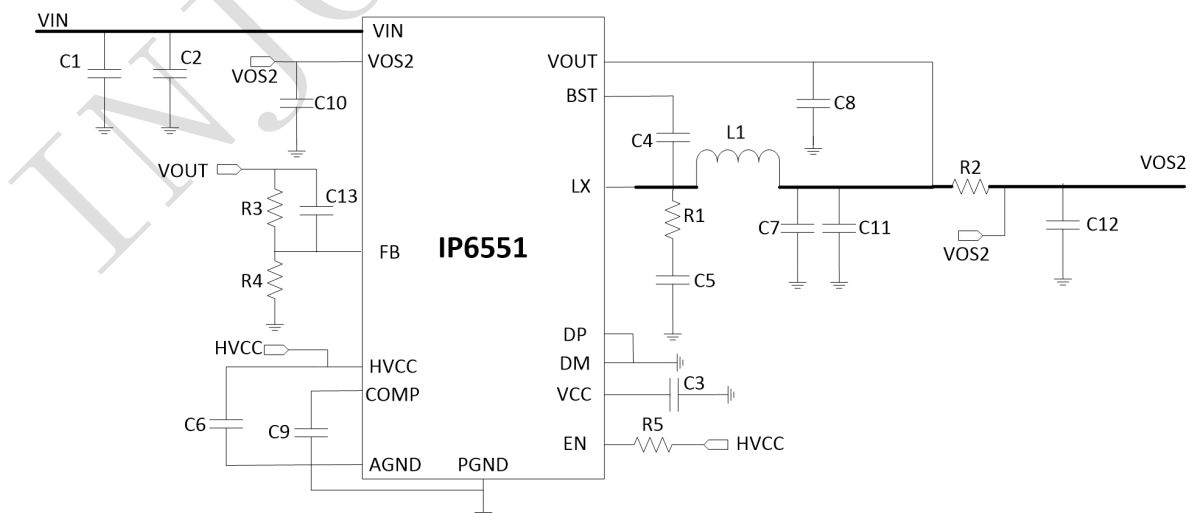 VIN
VIN
C1
C2
VOS2
VOS2
C10
VOUT
BST
C8
C4
L1
VOUT
C13
R3
LX
R2
VOS2
R1
C7
C11
C12
FB
IP6551
R4
VOS2
C5
DP
HVCC
HVCC
DM
C3
COMP
VCC
C6
C9
R5
EN
HVCC
AGND
PGND
INJO